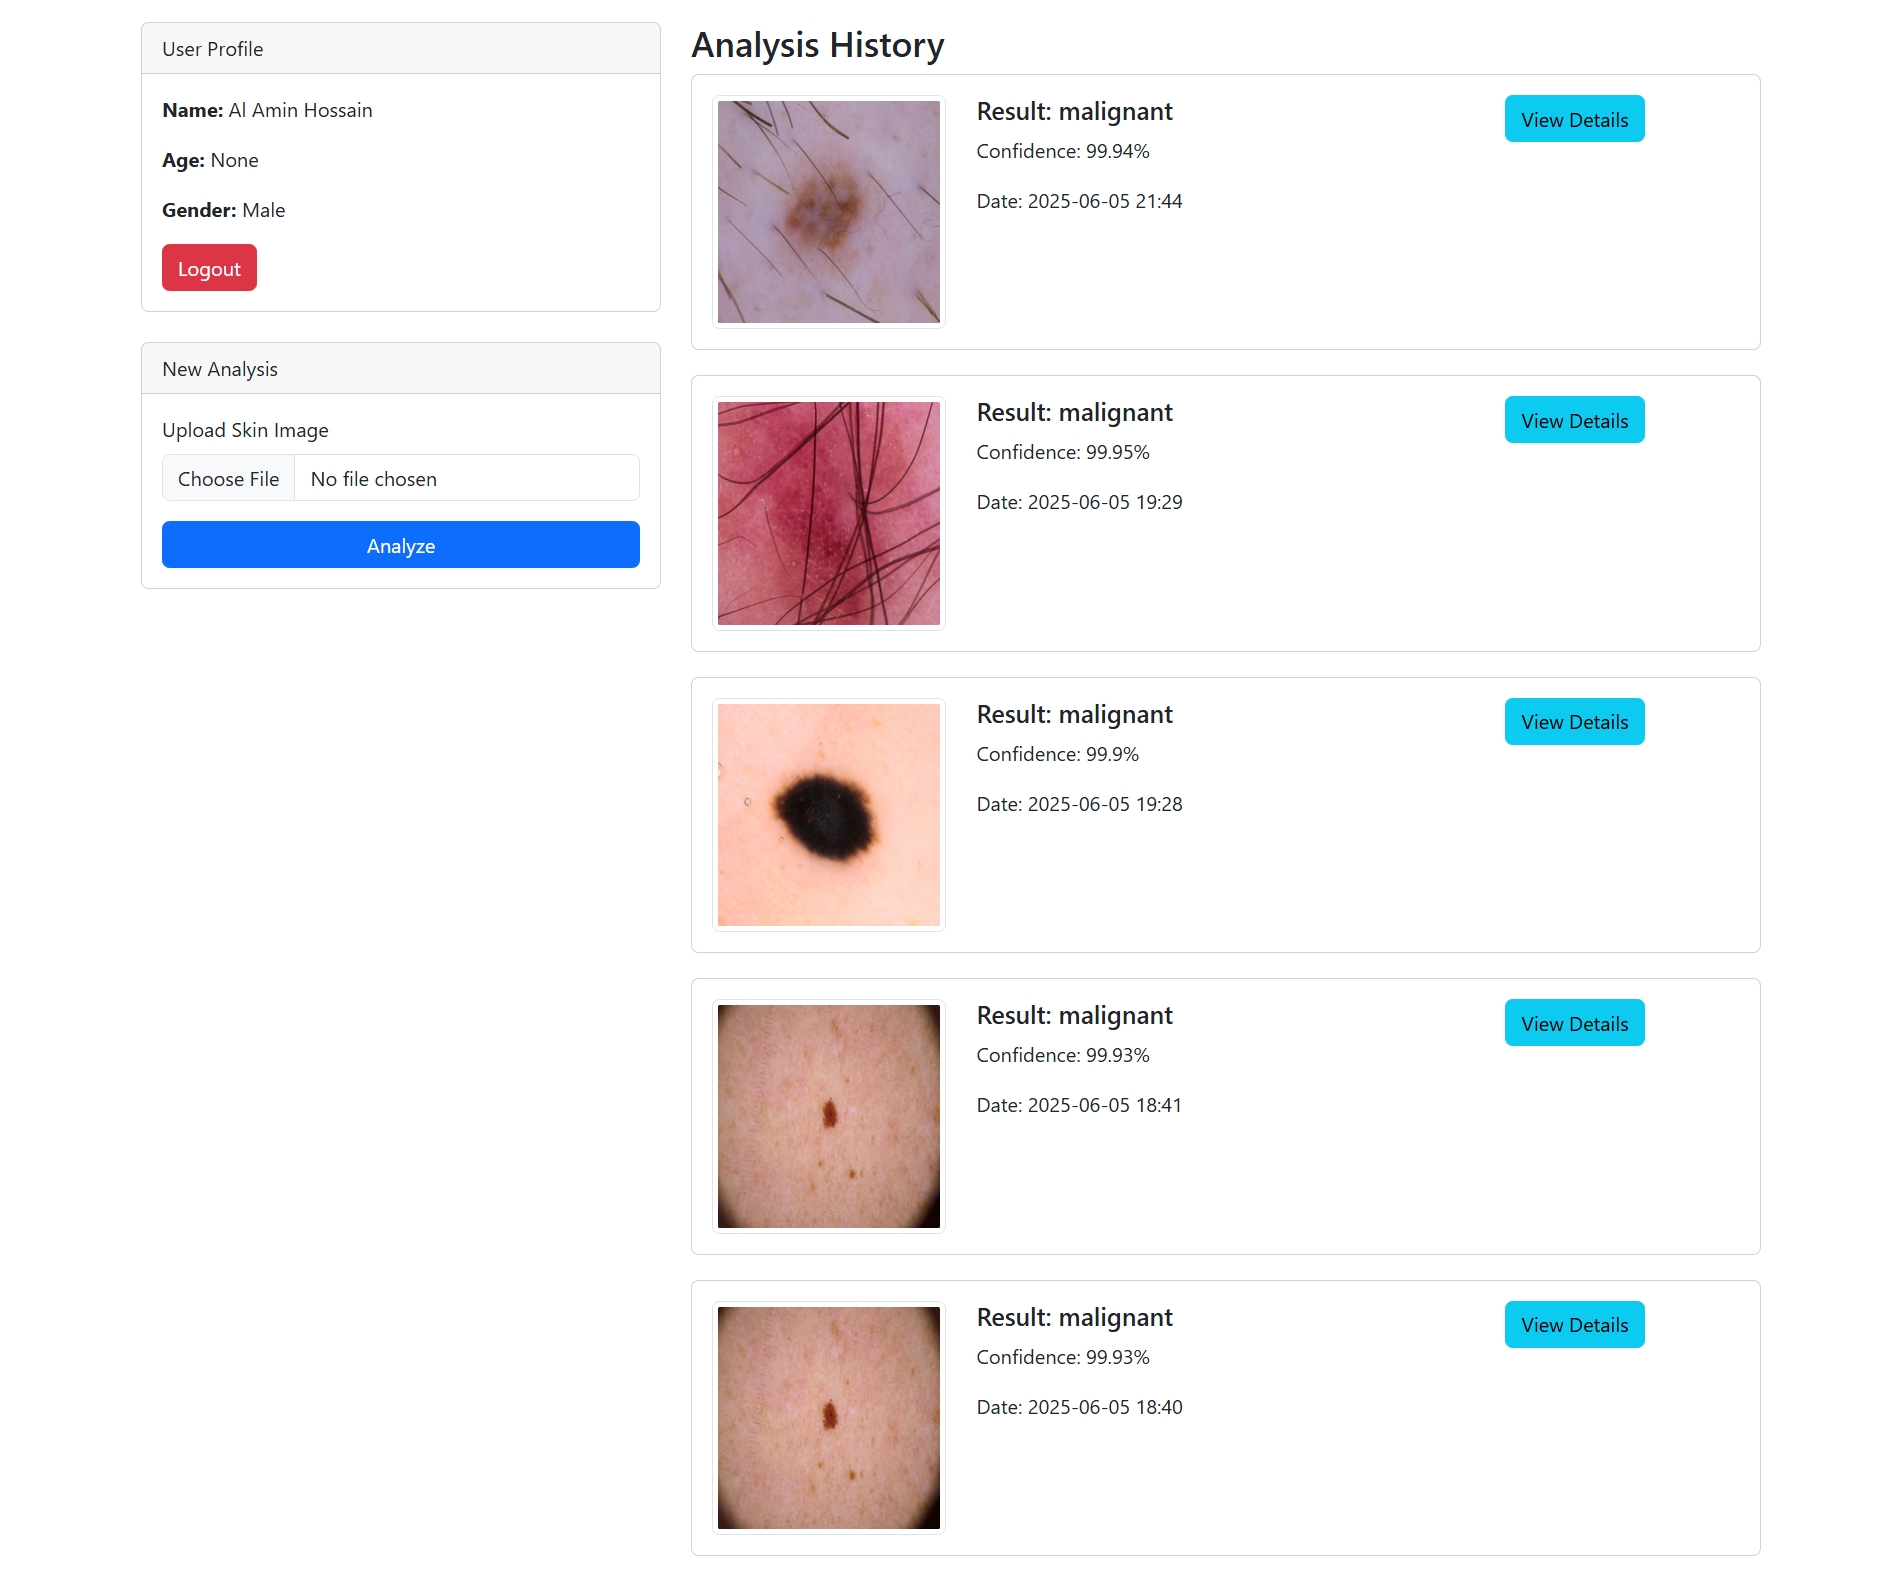 User Profile
Name: Al Amin Hossain
Age: None
Gender: Male
Logout
New Analysis
Upload Skin Image
Choose File No file chosen
Analyze
Analysis History
Result: malignant
Confidence: 99.94%
Date: 2025-06-05 21:44
View Details
Result: malignant
Confidence: 99.95%
Date: 2025-06-05 19:29
View Details
Result: malignant
Confidence: 99.9%
Date: 2025-06-05 19:28
View Details
Result: malignant
Confidence: 99.93%
Date: 2025-06-05 18:41
View Details
Result: malignant
Confidence: 99.93%
Date: 2025-06-05 18:40
View Details